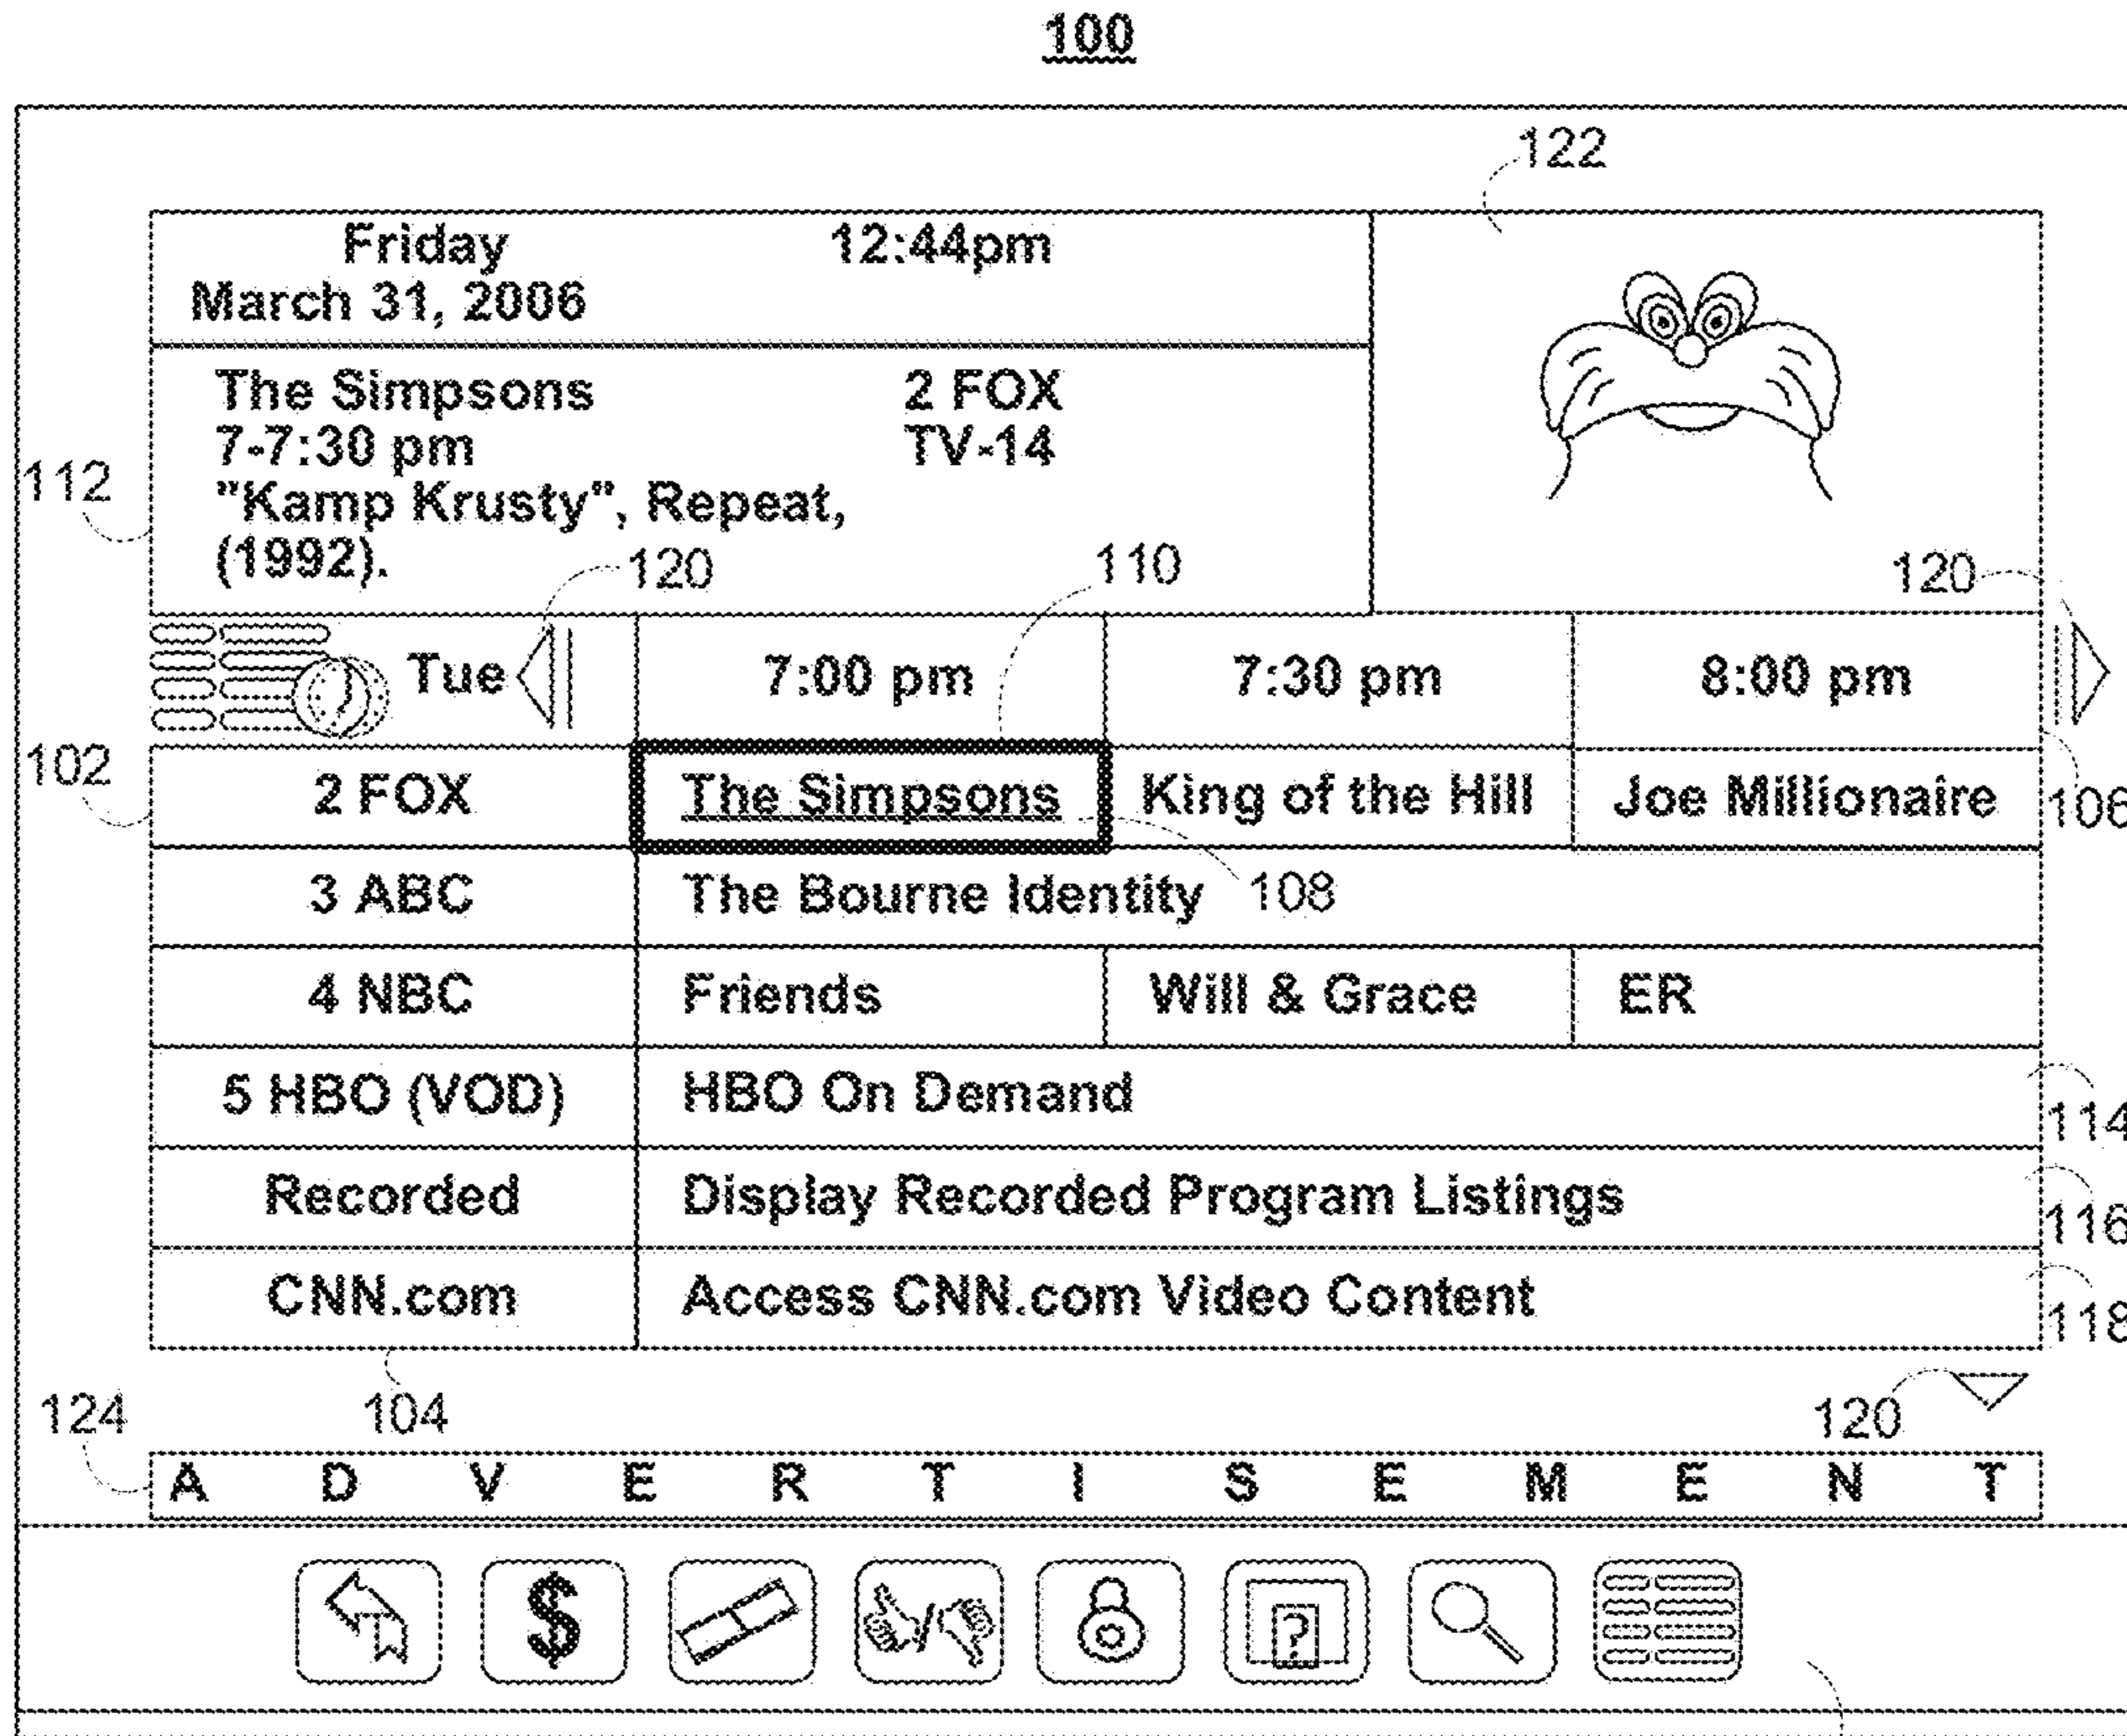 100
122
Friday 12:44pm
March 31, 2006
The Simpsons 2 FOX
7-7:30 pm TV-14
112
"Kamp Krusty", Repeat,
(1992).
120 110 120
Tue 7:00 pm 7:30 pm 8:00 pm
102
2 FOX The Simpsons King of the Hill Joe Millionaire 106
3 ABC The Bourne Identity 108
4 NBC Friends Will & Grace ER
5 HBO (VOD) HBO On Demand
114
Recorded Display Recorded Program Listings
116
CNN.com Access CNN.com Video Content
118
124 104 120
A D V E R T I S E M E N T
$ / ?